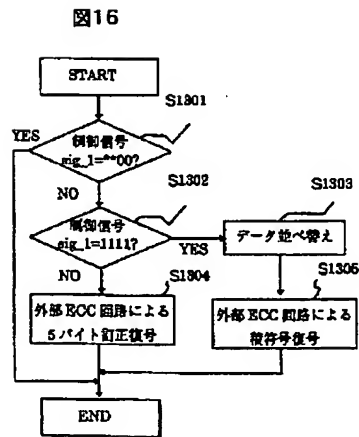 図16
START
S1301
YES
制御信号
sig_1=**00?
NO
S1302
制御信号
sig_1=1111?
YES
S1303
データ並べ替え
NO
S1304
外部ECC回路による
5バイト訂正復号
S1305
外部ECC回路による
積符号復号
END